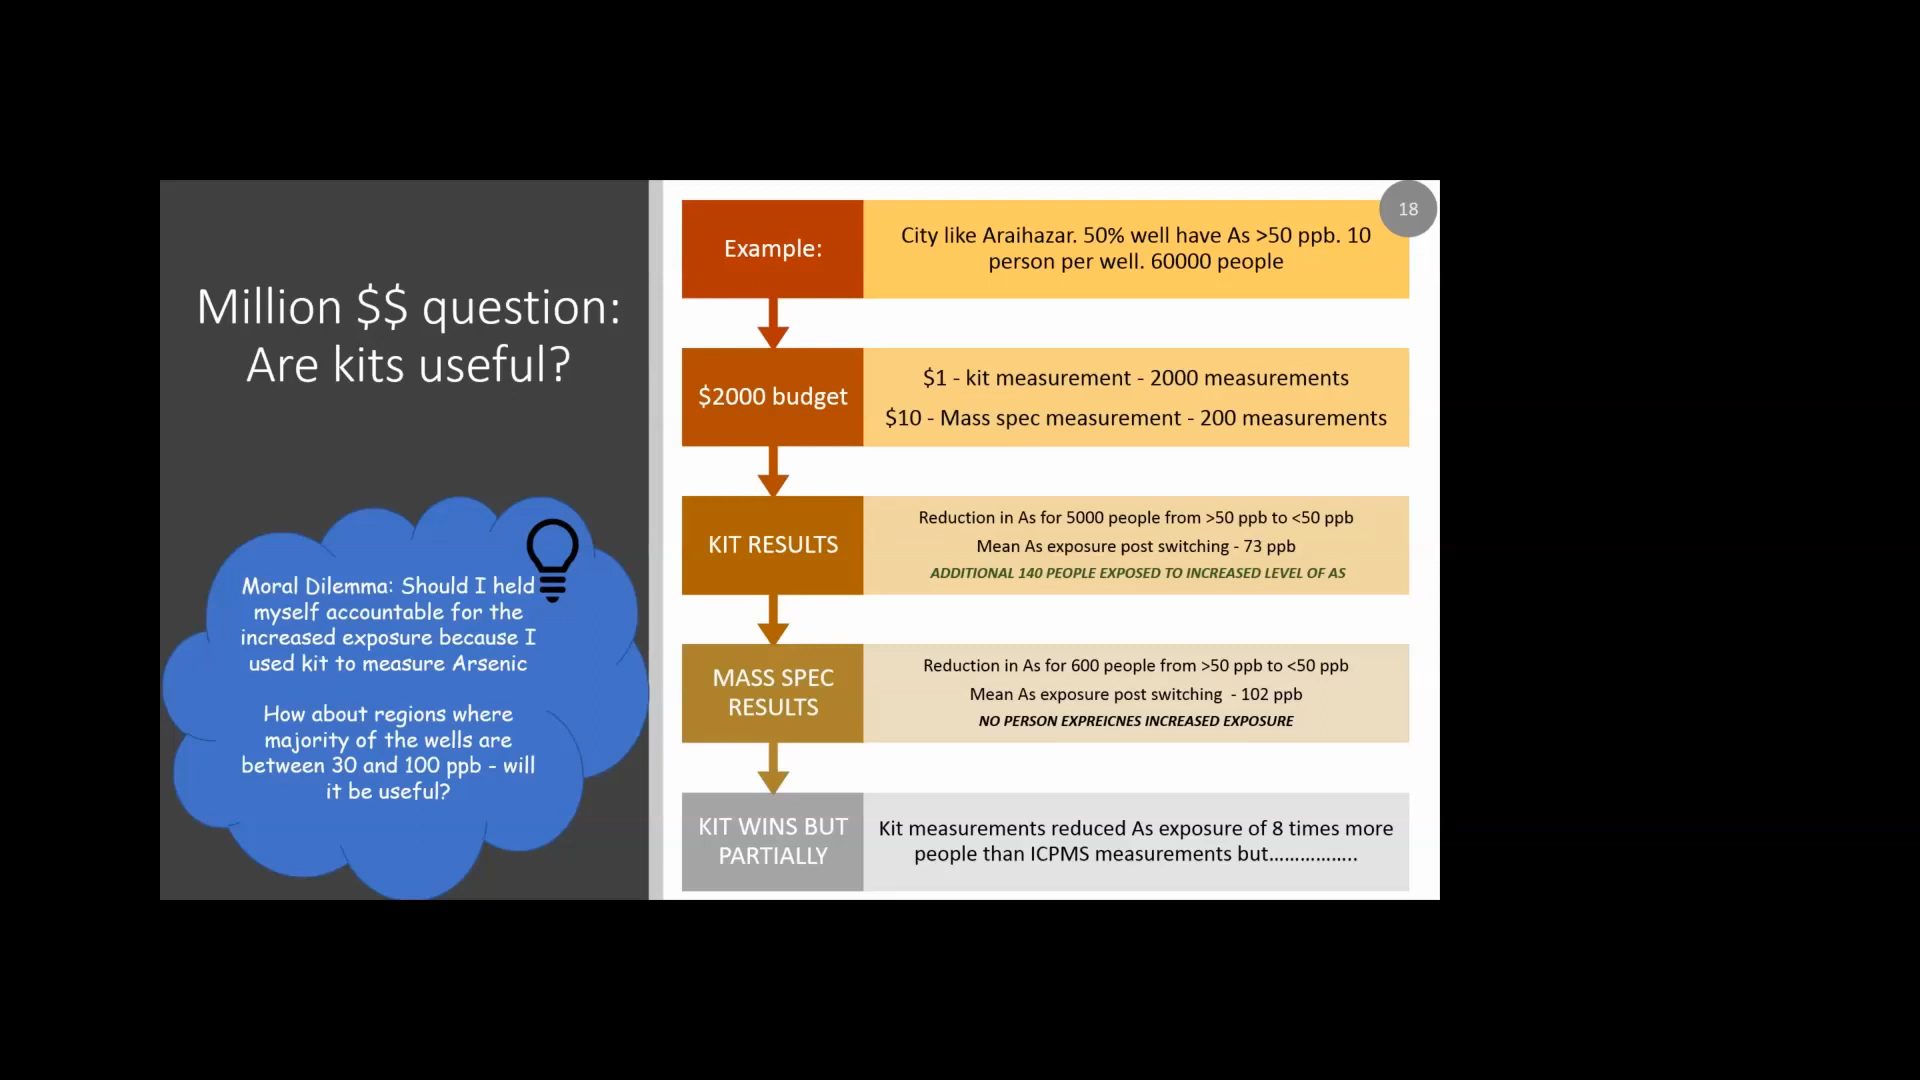 Million $$ question:
Are kits useful?
Moral Dilemma: Should I held
myself accountable for the
increased exposure because I
used kit to measure Arsenic
How about regions where
majority of the wells are
between 30 and 100 ppb - will
it be useful?
18
Example:
City like Araihazar. 50% well have As >50 ppb. 10
person per well. 60000 people
$2000 budget
$1 - kit measurement - 2000 measurements
$10 - Mass spec measurement - 200 measurements
KIT RESULTS
Reduction in As for 5000 people from >50 ppb to <50 ppb
Mean As exposure post switching - 73 ppb
ADDITIONAL 140 PEOPLE EXPOSED TO INCREASED LEVEL OF AS
MASS SPEC
RESULTS
Reduction in As for 600 people from >50 ppb to <50 ppb
Mean As exposure post switching - 102 ppb
NO PERSON EXPREICNES INCREASED EXPOSURE
KIT WINS BUT
PARTIALLY
Kit measurements reduced As exposure of 8 times more
people than ICPMS measurements but................